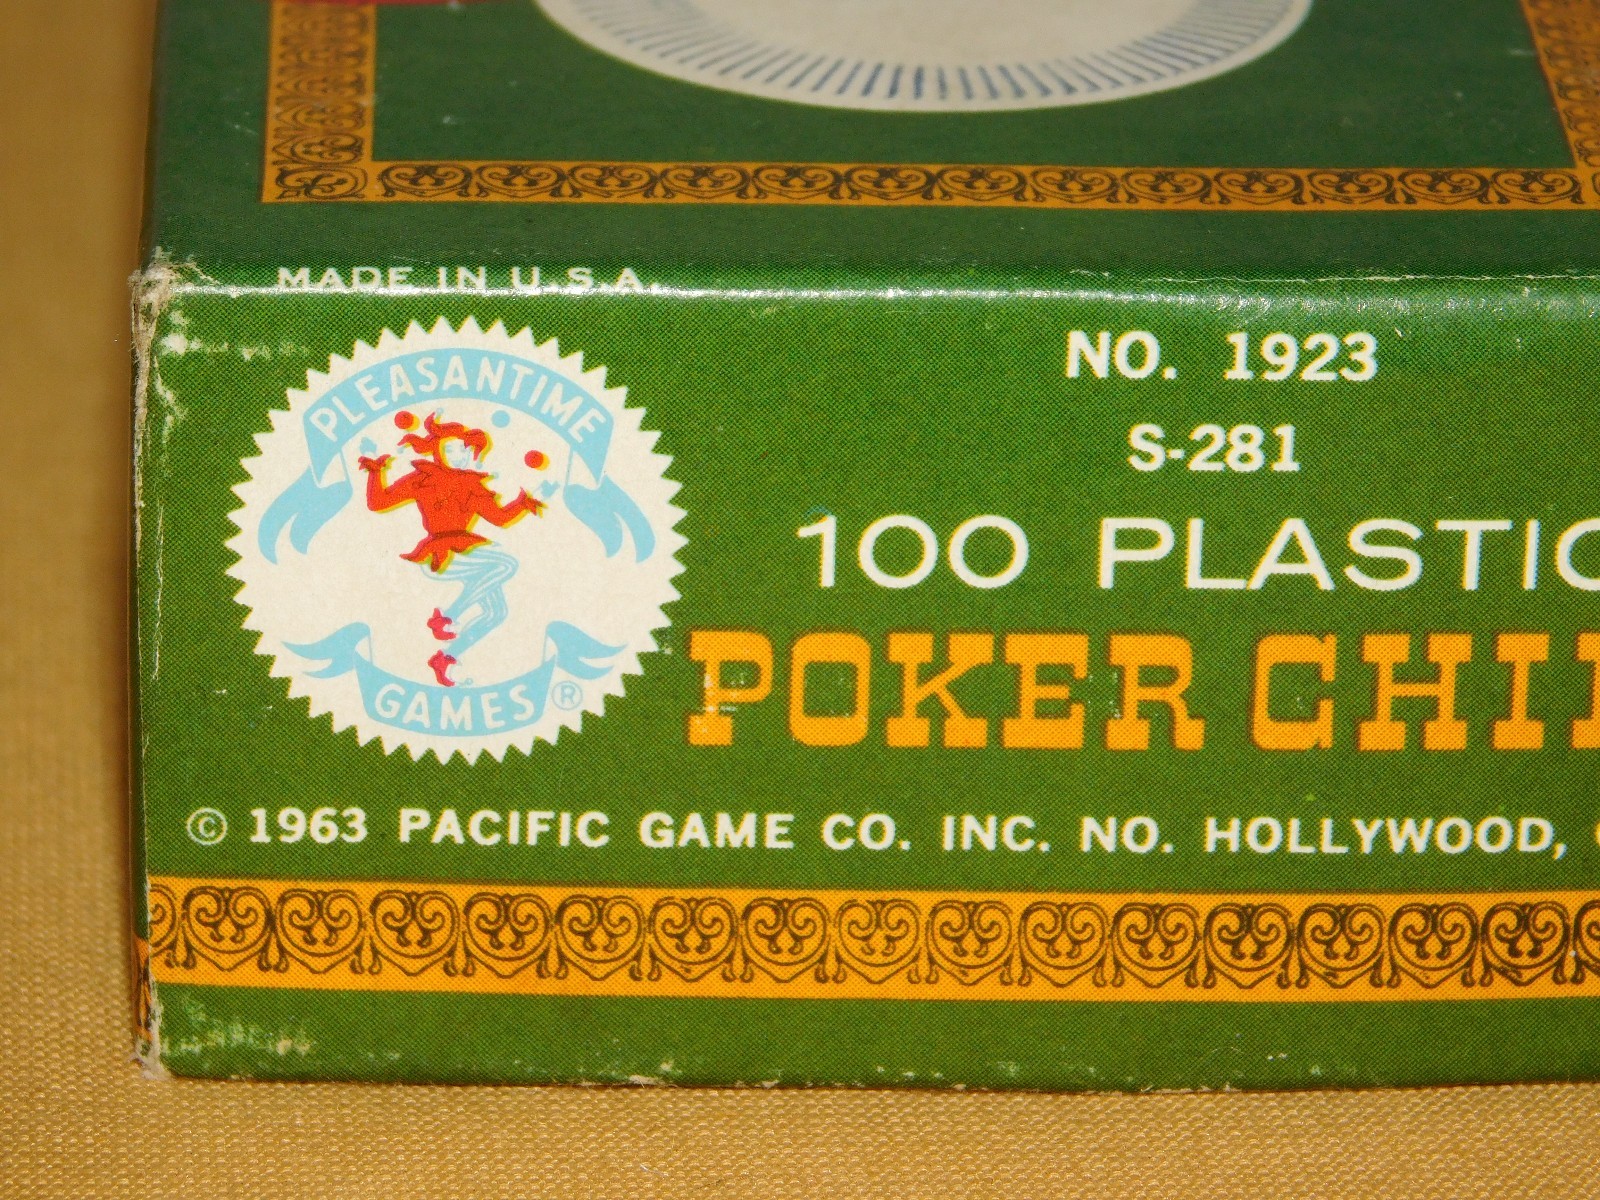 MADE IN U.S.A.
PLEASANTIME
GAMES ®
NO. 1923
S-281
100 PLASTIC
POKER CHI
© 1963 PACIFIC GAME CO. INC. NO. HOLLYWOOD,